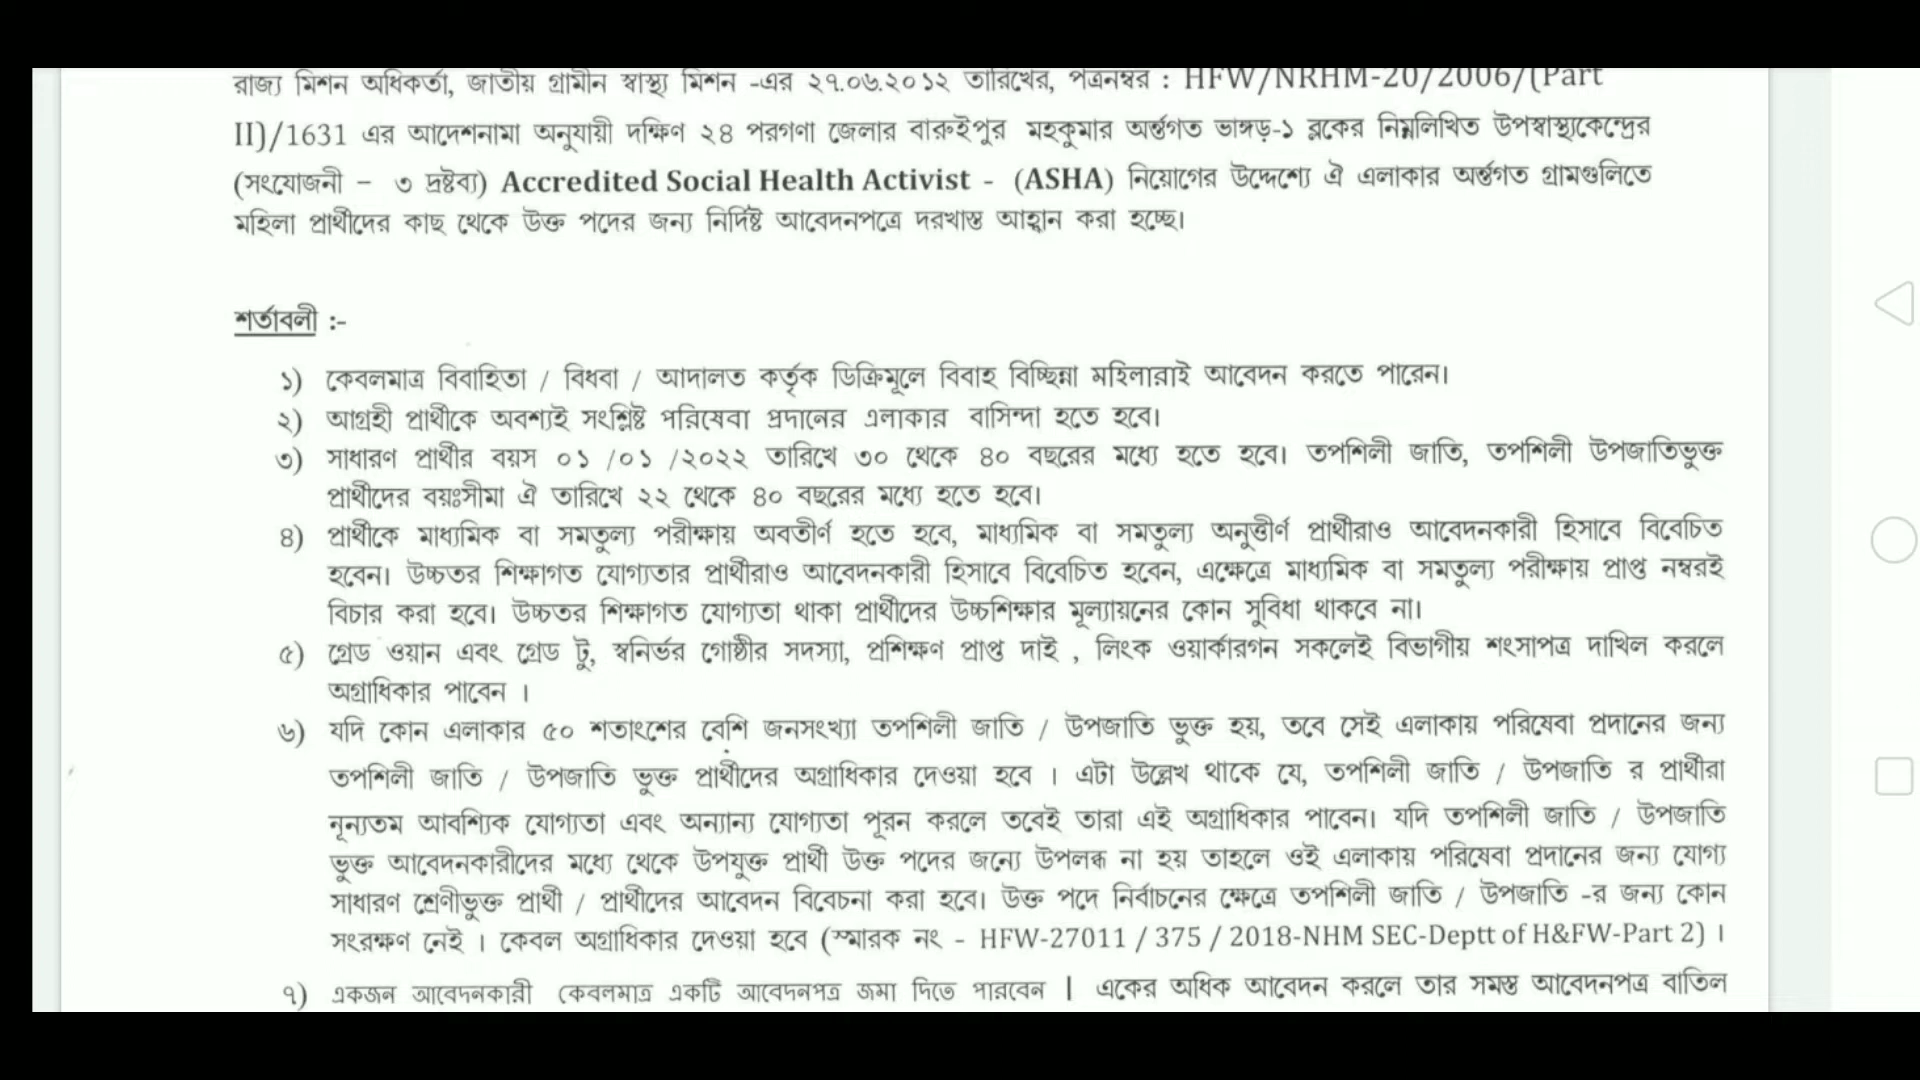 রাজ্য মিশন অধিকর্তা, জাতীয় গ্রামীন স্বাস্থ্য মিশন -এর ২৭.০৬.২০১২ তারিখের, পত্রনম্বর : HFW/NRHM-20/2006/(Part
II)/1631 এর আদেশনামা অনুযায়ী দক্ষিণ ২৪ পরগণা জেলার বারুইপুর মহকুমার অর্ন্তগত ভাঙ্গড়-১ ব্লকের নিম্নলিখিত উপস্বাস্থ্যকেন্দ্রের
(সংযোজনী – ৩ দ্রষ্টব্য) Accredited Social Health Activist - (ASHA) নিয়োগের উদ্দেশ্যে ঐ এলাকার অর্ন্তগত গ্রামগুলিতে
মহিলা প্রার্থীদের কাছ থেকে উক্ত পদের জন্য নির্দিষ্ট আবেদনপত্রে দরখাস্ত আহ্বান করা হচ্ছে।
শর্তাবলী :-
১) কেবলমাত্র বিবাহিতা / বিধবা / আদালত কর্তৃক ডিক্রিমূলে বিবাহ বিচ্ছিন্না মহিলারাই আবেদন করতে পারেন।
২) আগ্রহী প্রার্থীকে অবশ্যই সংশ্লিষ্ট পরিষেবা প্রদানের এলাকার বাসিন্দা হতে হবে।
৩) সাধারণ প্রার্থীর বয়স ০১ /০১ /২০২২ তারিখে ৩০ থেকে ৪০ বছরের মধ্যে হতে হবে। তপশিলী জাতি, তপশিলী উপজাতিভুক্ত
প্রার্থীদের বয়ঃসীমা ঐ তারিখে ২২ থেকে ৪০ বছরের মধ্যে হতে হবে।
৪) প্রার্থীকে মাধ্যমিক বা সমতুল্য পরীক্ষায় অবতীর্ণ হতে হবে, মাধ্যমিক বা সমতুল্য অনুত্তীর্ণ প্রার্থীরাও আবেদনকারী হিসাবে বিবেচিত
হবেন। উচ্চতর শিক্ষাগত যোগ্যতার প্রার্থীরাও আবেদনকারী হিসাবে বিবেচিত হবেন, এক্ষেত্রে মাধ্যমিক বা সমতুল্য পরীক্ষায় প্রাপ্ত নম্বরই
বিচার করা হবে। উচ্চতর শিক্ষাগত যোগ্যতা থাকা প্রার্থীদের উচ্চশিক্ষার মূল্যায়নের কোন সুবিধা থাকবে না।
৫) গ্রেড ওয়ান এবং গ্রেড টু, স্বনির্ভর গোষ্ঠীর সদস্যা, প্রশিক্ষণ প্রাপ্ত দাই , লিংক ওয়ার্কারগন সকলেই বিভাগীয় শংসাপত্র দাখিল করলে
অগ্রাধিকার পাবেন ।
৬) যদি কোন এলাকার ৫০ শতাংশের বেশি জনসংখ্যা তপশিলী জাতি / উপজাতি ভুক্ত হয়, তবে সেই এলাকায় পরিষেবা প্রদানের জন্য
তপশিলী জাতি / উপজাতি ভুক্ত প্রার্থীদের অগ্রাধিকার দেওয়া হবে । এটা উল্লেখ থাকে যে, তপশিলী জাতি / উপজাতি র প্রার্থীরা
নূন্যতম আবশ্যিক যোগ্যতা এবং অন্যান্য যোগ্যতা পূরন করলে তবেই তারা এই অগ্রাধিকার পাবেন। যদি তপশিলী জাতি / উপজাতি
ভুক্ত আবেদনকারীদের মধ্যে থেকে উপযুক্ত প্রার্থী উক্ত পদের জন্যে উপলব্ধ না হয় তাহলে ওই এলাকায় পরিষেবা প্রদানের জন্য যোগ্য
সাধারণ শ্রেণীভুক্ত প্রার্থী / প্রার্থীদের আবেদন বিবেচনা করা হবে। উক্ত পদে নির্বাচনের ক্ষেত্রে তপশিলী জাতি / উপজাতি -র জন্য কোন
সংরক্ষণ নেই । কেবল অগ্রাধিকার দেওয়া হবে (স্মারক নং - HFW-27011 / 375 / 2018-NHM SEC-Deptt of H&FW-Part 2) ।
৭) একজন আবেদনকারী কেবলমাত্র একটি আবেদনপত্র জমা দিতে পারবেন | একের অধিক আবেদন করলে তার সমস্ত আবেদনপত্র বাতিল